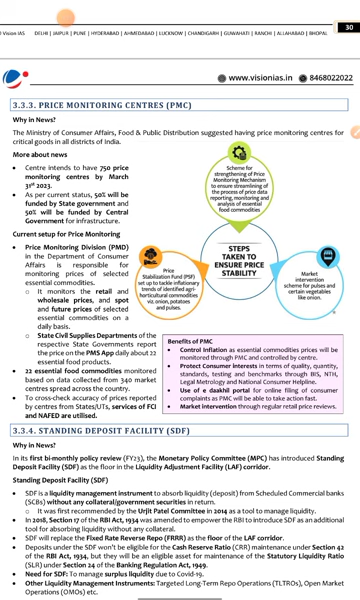 30
Vision IAS DELHI | JAIPUR | PUNE | HYDERABAD | AHMEDABAD | LUCKNOW | CHANDIGARH | GUWAHATI | RANCHI | ALLAHABAD | BHOPAL
www.visionias.in 8468022022
3.3.3. PRICE MONITORING CENTRES (PMC)
Why in News?
The Ministry of Consumer Affairs, Food & Public Distribution suggested having price monitoring centres for
critical goods in all districts of India.
More about news
• Centre intends to have 750 price
monitoring centres by March
31st 2023.
• As per current status, 50% will be
funded by State government and
50% will be funded by Central
Government for infrastructure.
Current setup for Price Monitoring
• Price Monitoring Division (PMD)
in the Department of Consumer
Affairs is responsible for
monitoring prices of selected
essential commodities.
o It monitors the retail and
wholesale prices, and spot
and future prices of selected
essential commodities on a
daily basis.
o State Civil Supplies Departments of the
respective State Governments report
the price on the PMS App daily about 22
essential food products.
• 22 essential food commodities monitored
based on data collected from 340 market
centres spread across the country.
• To cross-check accuracy of prices reported
by centres from States/UTs, services of FCI
and NAFED are utilised.
Scheme for
strengthening of Price
Monitoring Mechanism
to ensure streamlining of
the process of price data
reporting, monitoring and
analysis of essential
food commodities
STEPS
TAKEN TO
ENSURE PRICE
STABILITY
Price
Stabilization Fund (PSF)
set up to tackle inflationary
trends of identified agri-
horticultural commodities
viz. onion, potatoes
and pulses.
Market
intervention
scheme for pulses and
certain vegetables
like onion.
Benefits of PMC
• Control inflation as essential commodities prices will be
monitored through PMC and controlled by centre.
• Protect Consumer interests in terms of quality, quantity,
standards, testing and benchmarks through BIS, NTH,
Legal Metrology and National Consumer Helpline.
• Use of e daakhil portal for online filing of consumer
complaints as PMC will be able to take action fast.
• Market intervention through regular retail price reviews.
3.3.4. STANDING DEPOSIT FACILITY (SDF)
Why in News?
In its first bi-monthly policy review (FY23), the Monetary Policy Committee (MPC) has introduced Standing
Deposit Facility (SDF) as the floor in the Liquidity Adjustment Facility (LAF) corridor.
Standing Deposit Facility (SDF)
• SDF is a liquidity management instrument to absorb liquidity (deposit) from Scheduled Commercial banks
(SCBs) without any collateral/government securities in return.
o It was first recommended by the Urjit Patel Committee in 2014 as a tool to manage liquidity.
• In 2018, Section 17 of the RBI Act, 1934 was amended to empower the RBI to introduce SDF as an additional
tool for absorbing liquidity without any collateral.
• SDF will replace the Fixed Rate Reverse Repo (FRRR) as the floor of the LAF corridor.
• Deposits under the SDF won't be eligible for the Cash Reserve Ratio (CRR) maintenance under Section 42
of the RBI Act, 1934, but they will be an eligible asset for maintenance of the Statutory Liquidity Ratio
(SLR) under Section 24 of the Banking Regulation Act, 1949.
• Need for SDF: To manage surplus liquidity due to Covid-19.
• Other Liquidity Management Instruments: Targeted Long-Term Repo Operations (TLTROs), Open Market
Operations (OMOs) etc.